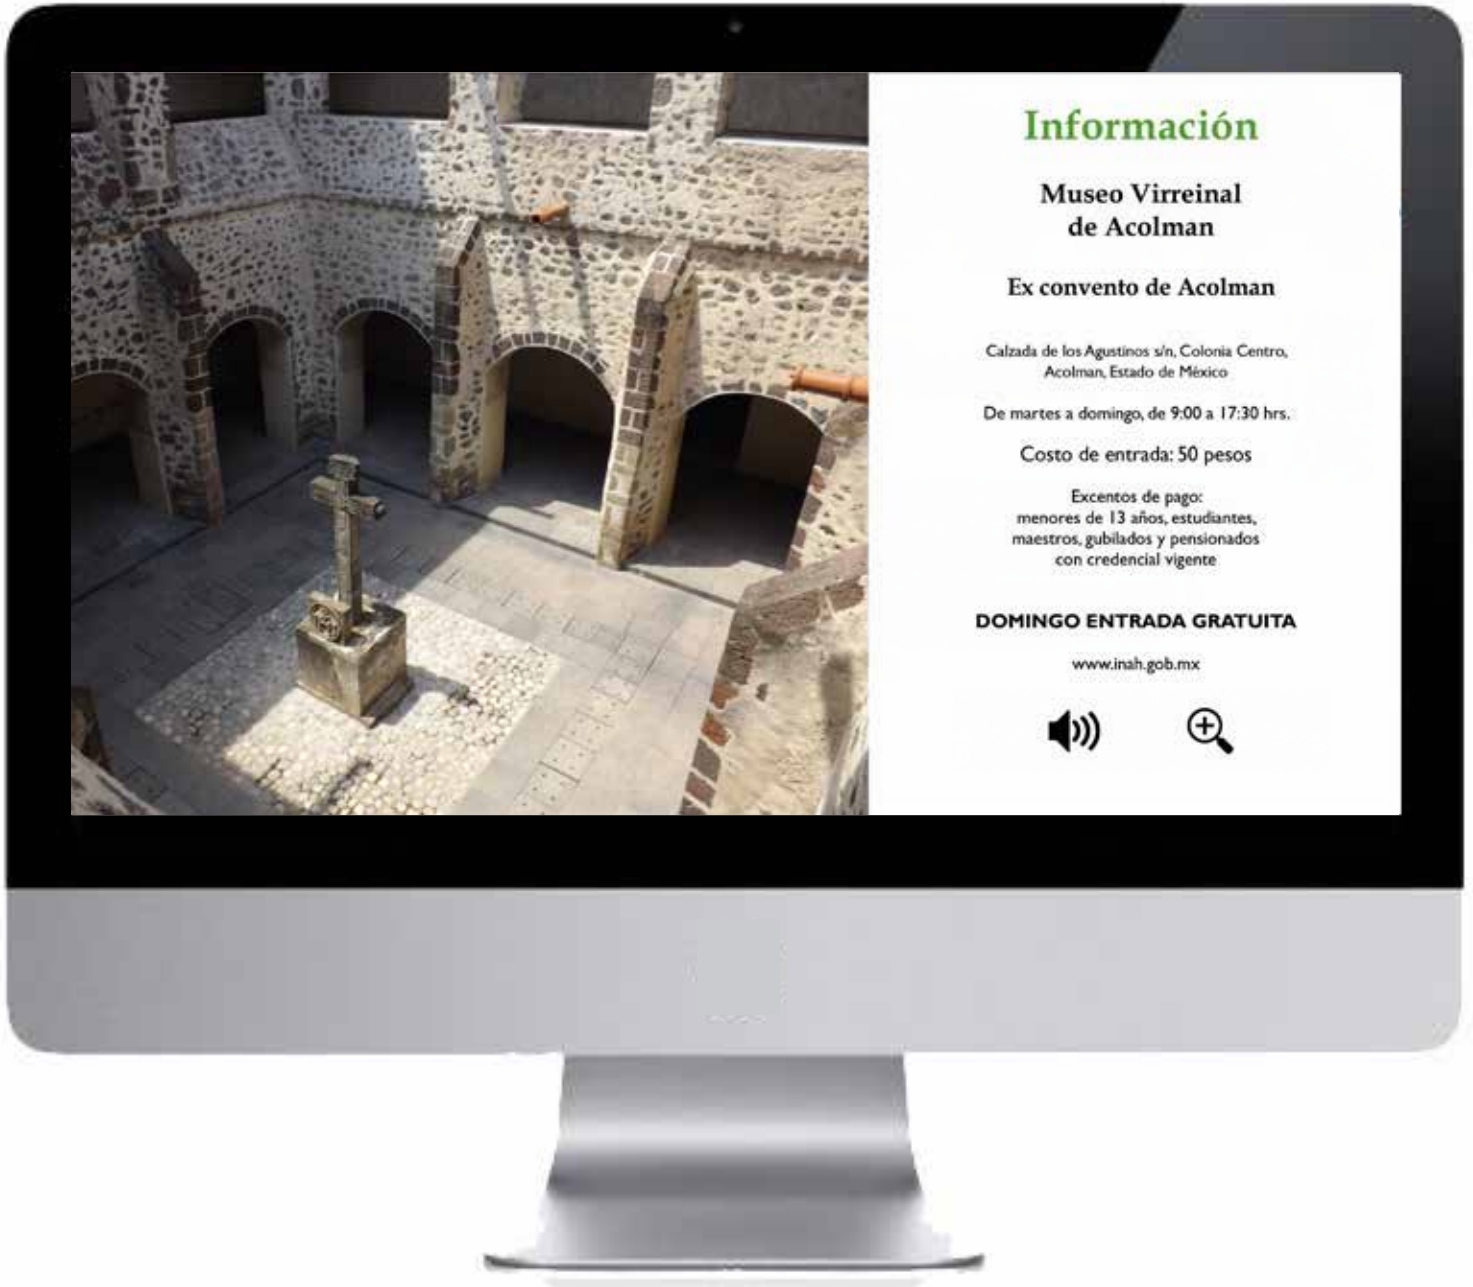 Información
Museo Virreinal
de Acolman
Ex convento de Acolman
Calzada de los Agustinos s/n, Colonia Centro,
Acolman, Estado de México
De martes a domingo, de 9:00 a 17:30 hrs.
Costo de entrada: 50 pesos
Excentos de pago:
menores de 13 años, estudiantes,
maestros, gubilados y pensionados
con credencial vigente
DOMINGO ENTRADA GRATUITA
www.inah.gob.mx